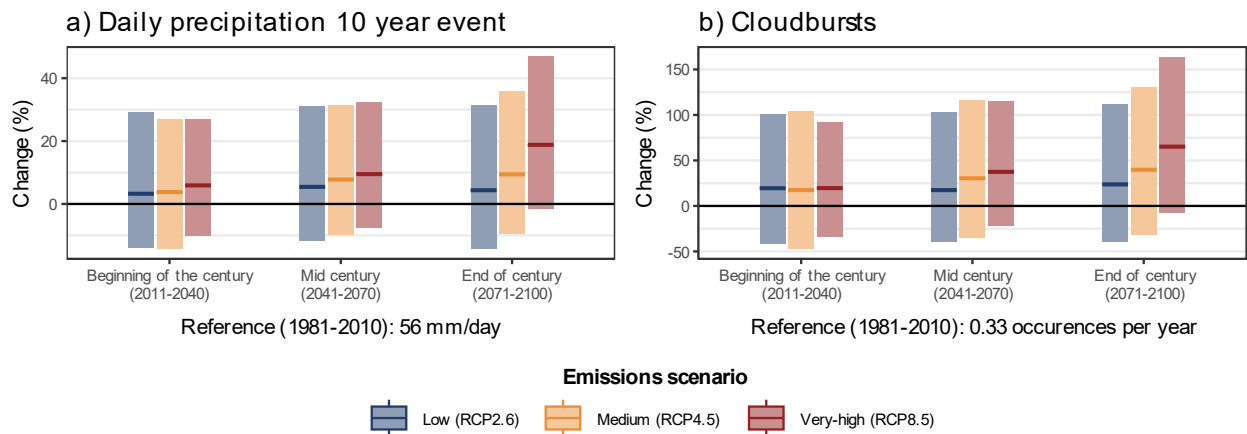 a) Daily precipitation 10 year event
Change (%)
40
20
0
Beginning of the century
(2011-2040)
Mid century
(2041-2070)
End of century
(2071-2100)
Reference (1981-2010): 56 mm/day
b) Cloudbursts
Change (%)
150
100
50
0
-50
Beginning of the century
(2011-2040)
Mid century
(2041-2070)
End of century
(2071-2100)
Reference (1981-2010): 0.33 occurences per year
Emissions scenario
Low (RCP2.6)
Medium (RCP4.5)
Very-high (RCP8.5)